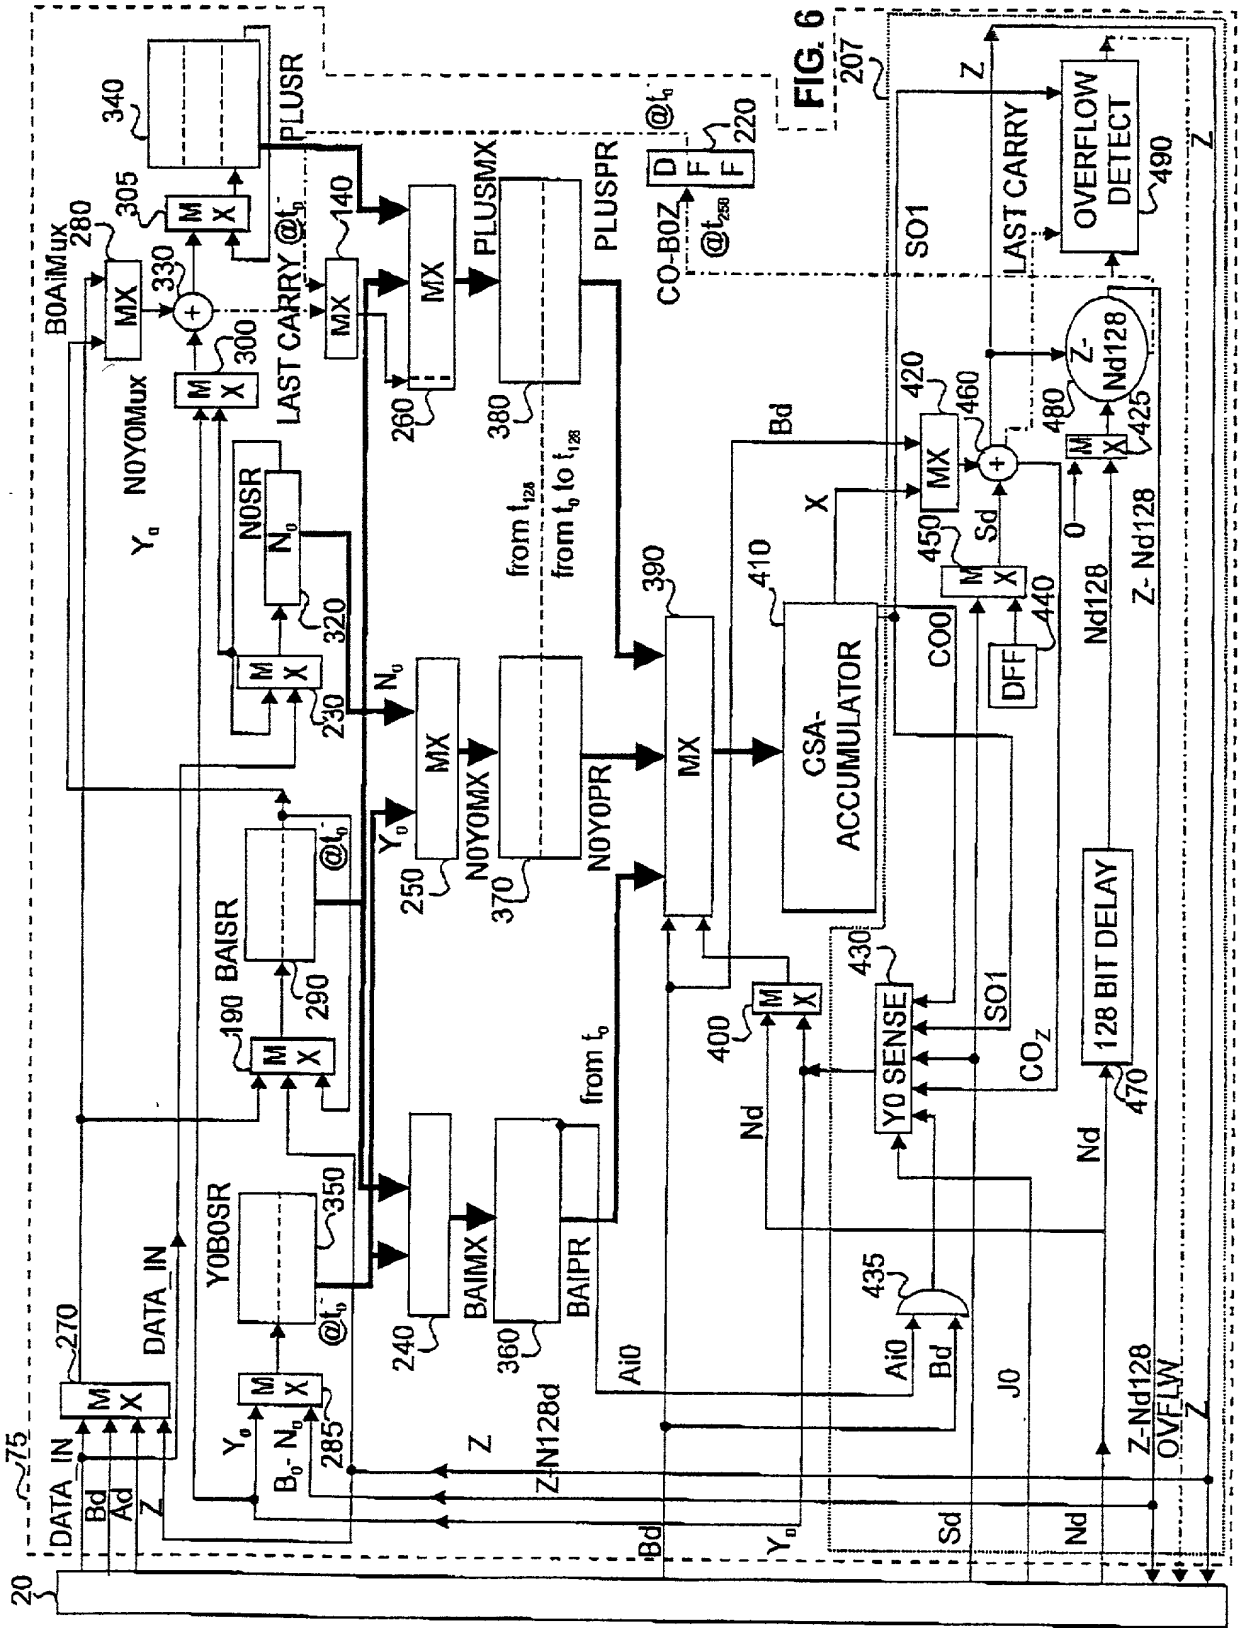 FIG. 6
75
20
DATA_IN
Bd
Ad
Z
270
M
X
DATA_IN
B0AiMux
280
MX
330
+
305
M
X
340
PLUSR
Y₀
N0Y0Mux
300
M
X
LAST CARRY @t₀⁻
140
MX
@t₀⁻
190
M
X
BAISR
290
@t₀⁻
230
M
X
N0SR
N₀
320
Y₀
B₀-N₀
285
M
X
Y0B0SR
350
@t₀⁻
Z
Z-N128d
240
BAIMX
360
BAIPR
Y₀
N₀
250
MX
N0Y0MX
370
N0Y0PR
260
MX
PLUSMX
380
PLUSPR
from t₁₂₈
from t₀ to t₁₂₈
from t₀
CO-B0Z
@t₂₅₆
D
F
F
220
Bd
Y₀
Ai0
Nd
400
M
X
390
MX
410
CSA-
ACCUMULATOR
X
Bd
207
SO1
Z
LAST CARRY
420
MX
460
+
450
M
X
Sd
440
DFF
CO0
SO1
CO_Z
430
Y0 SENSE
435
Ai0
Bd
J0
Sd
Nd
Nd
470
128 BIT DELAY
Nd128
0
M
X
425
480
Z-
Nd128
Z- Nd128
OVERFLOW
DETECT
490
Z
Z-Nd128
OVFLW
Z